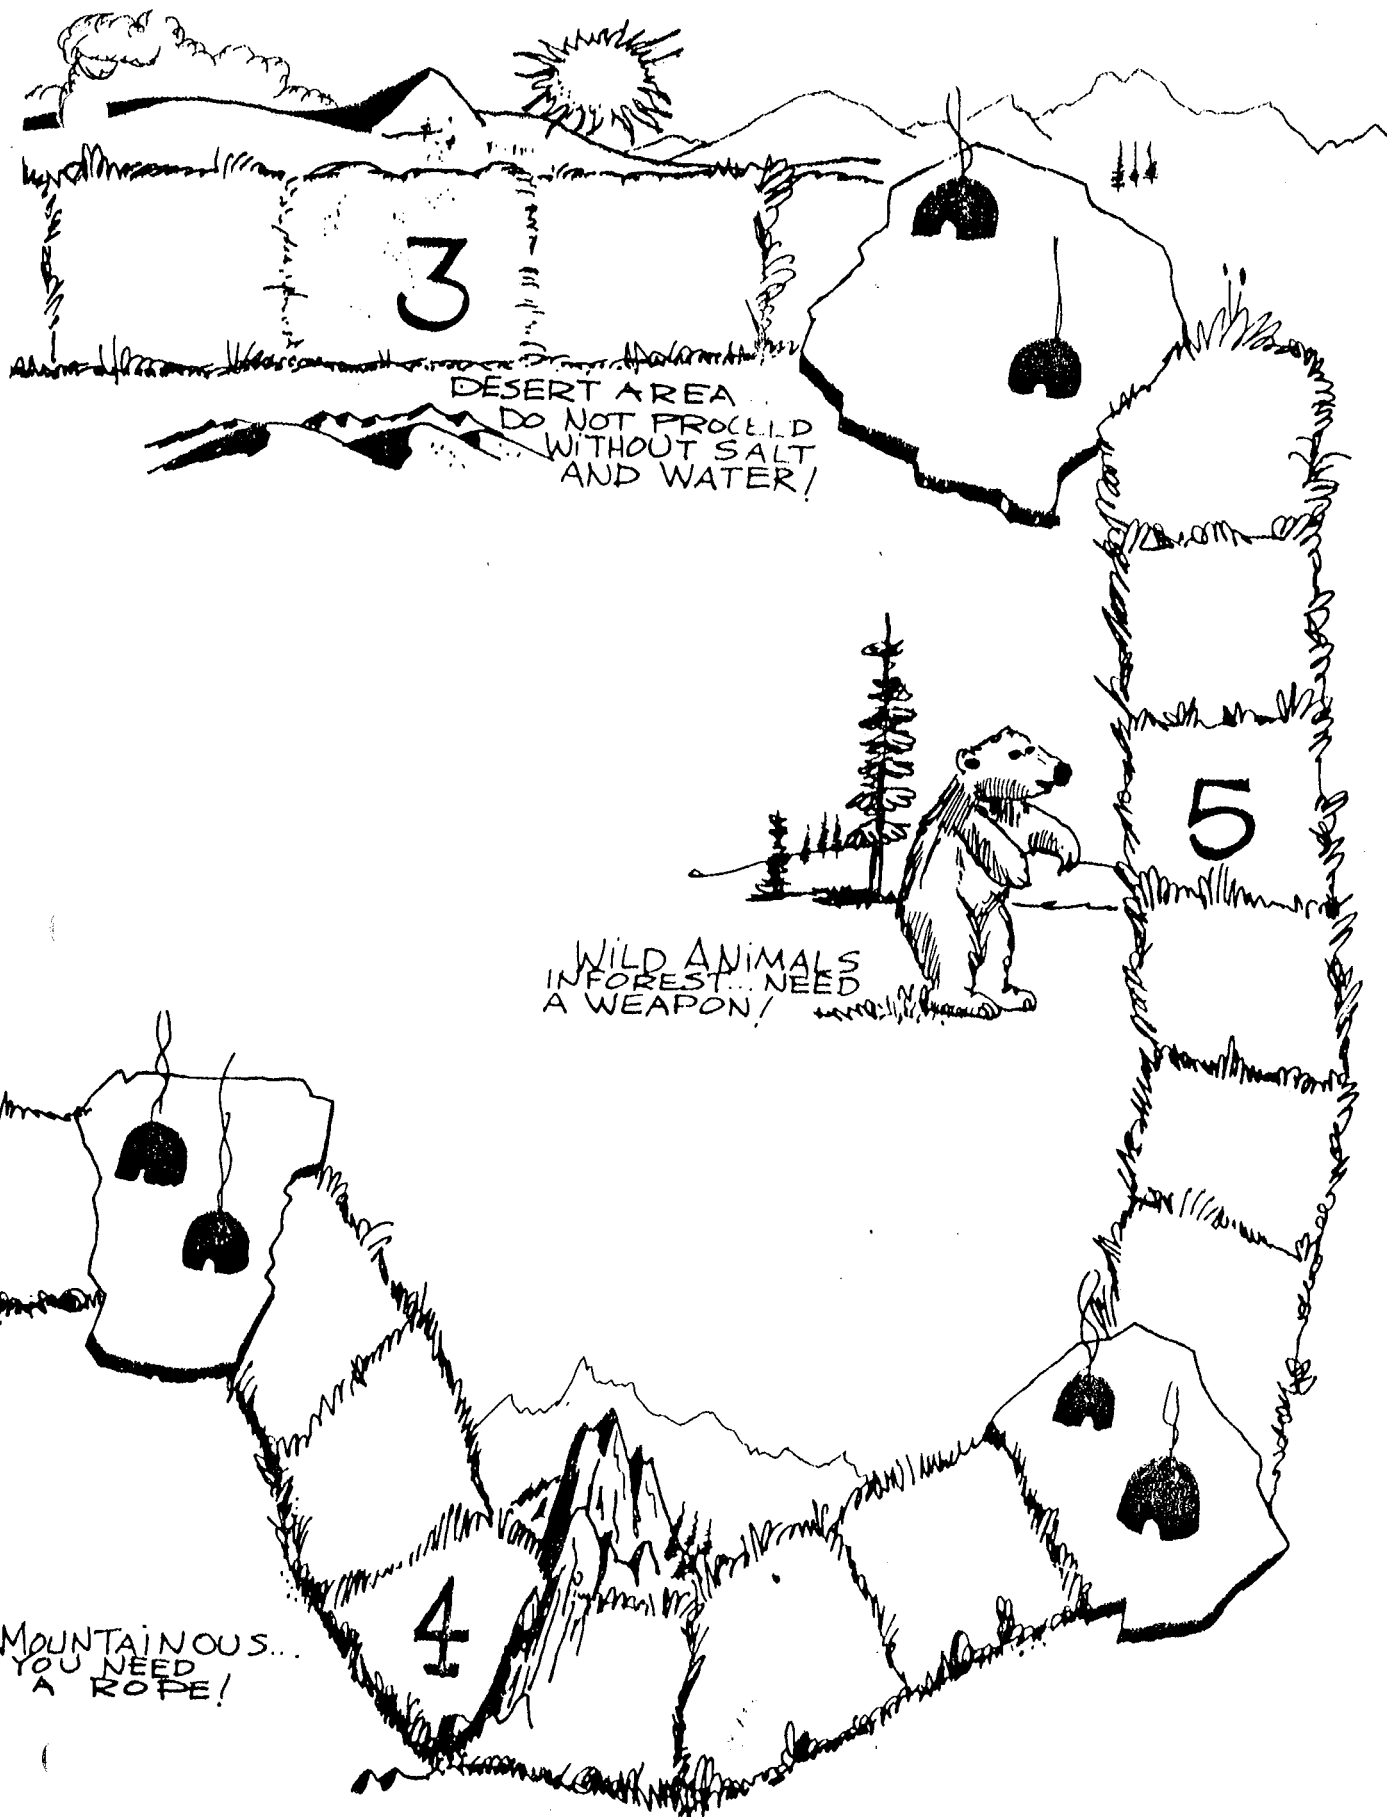 3
DESERT AREA..
DO NOT PROCEED
WITHOUT SALT
AND WATER!
5
WILD ANIMALS
IN FOREST... NEED
A WEAPON!
4
MOUNTAINOUS...
YOU NEED
A ROPE!